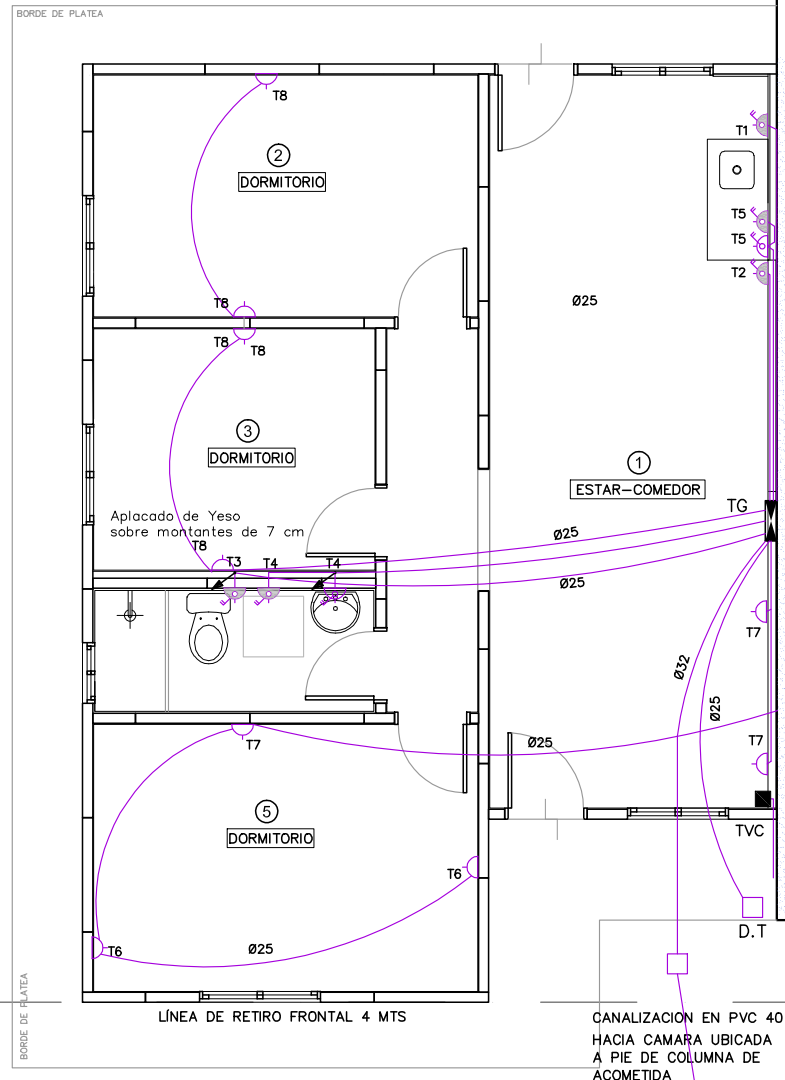 BORDE DE PLATEA
T8
T1
2
DORMITORIO
T5
T5
T2
T8
Ø25
T8
T8
3
DORMITORIO
1
ESTAR-COMEDOR
TG
Aplacado de Yeso
sobre montantes de 7 cm
T8
Ø25
T3
T4
T4
Ø25
T7
Ø32
Ø25
T7
Ø25
T7
5
DORMITORIO
TVC
T6
D.T
T6
Ø25
BORDE DE PLATEA
LÍNEA DE RETIRO FRONTAL 4 MTS
CANALIZACION EN PVC 40
HACIA CAMARA UBICADA
A PIE DE COLUMNA DE
ACOMETIDA